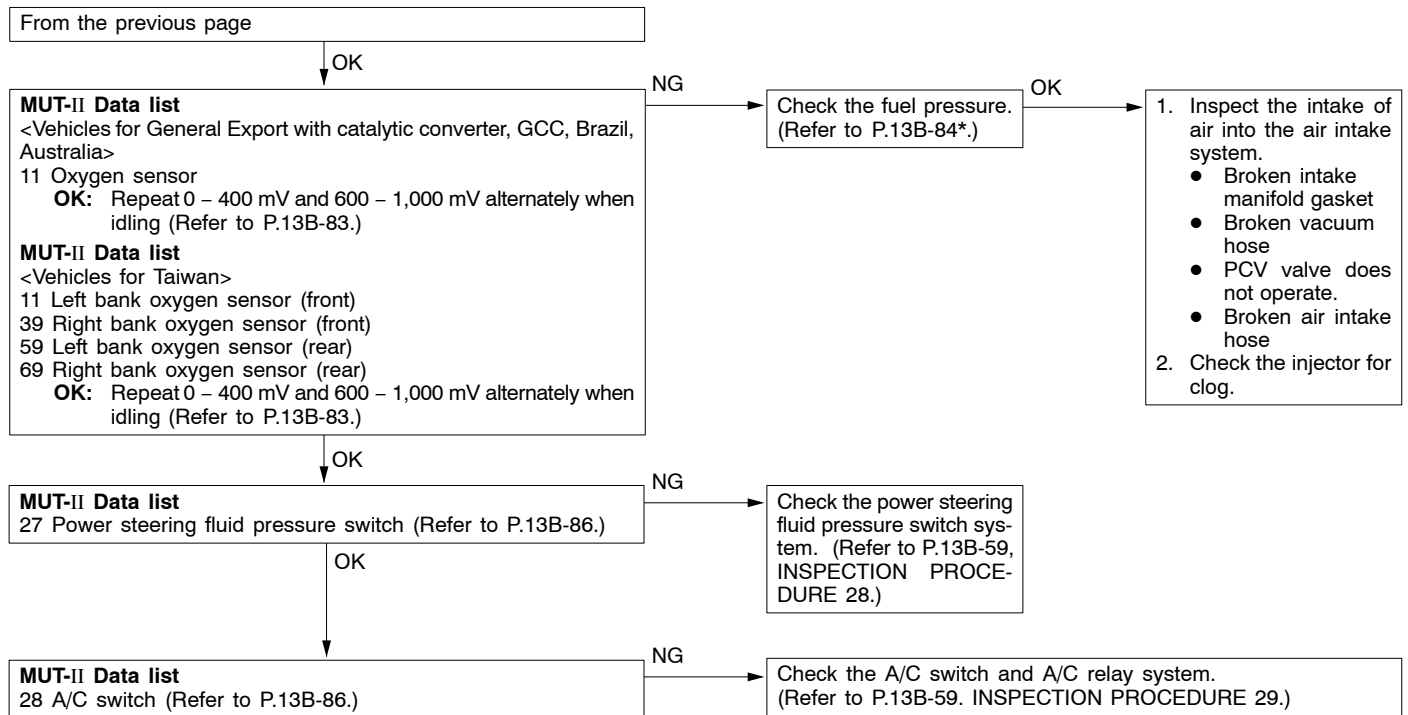 From the previous page
OK
MUT-II Data list
<Vehicles for General Export with catalytic converter, GCC, Brazil,
Australia>
11 Oxygen sensor
OK: Repeat 0 – 400 mV and 600 – 1,000 mV alternately when
idling (Refer to P.13B-83.)
MUT-II Data list
<Vehicles for Taiwan>
11 Left bank oxygen sensor (front)
39 Right bank oxygen sensor (front)
59 Left bank oxygen sensor (rear)
69 Right bank oxygen sensor (rear)
OK: Repeat 0 – 400 mV and 600 – 1,000 mV alternately when
idling (Refer to P.13B-83.)
NG
Check the fuel pressure.
(Refer to P.13B-84*.)
OK
1. Inspect the intake of
air into the air intake
system.
● Broken intake
manifold gasket
● Broken vacuum
hose
● PCV valve does
not operate.
● Broken air intake
hose
2. Check the injector for
clog.
OK
MUT-II Data list
27 Power steering fluid pressure switch (Refer to P.13B-86.)
NG
Check the power steering
fluid pressure switch sys-
tem. (Refer to P.13B-59,
INSPECTION PROCE-
DURE 28.)
OK
MUT-II Data list
28 A/C switch (Refer to P.13B-86.)
NG
Check the A/C switch and A/C relay system.
(Refer to P.13B-59. INSPECTION PROCEDURE 29.)